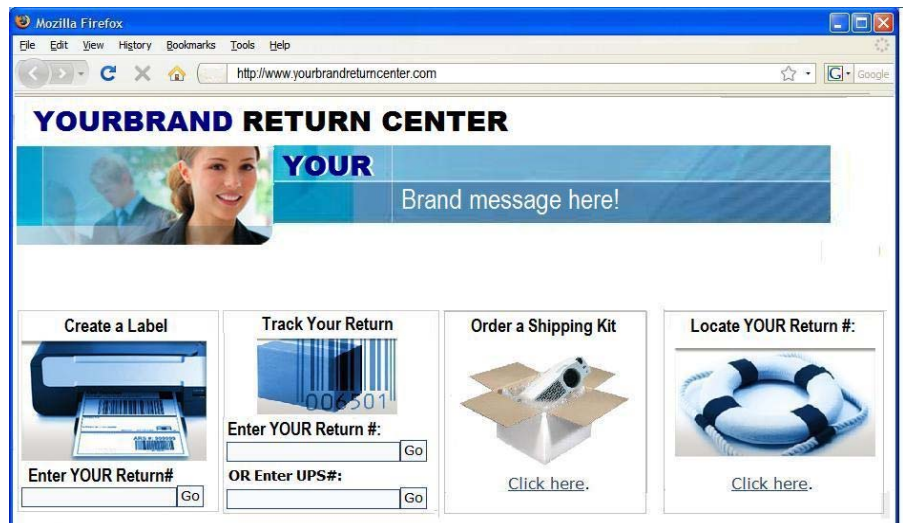 Mozilla Firefox
File Edit View History Bookmarks Tools Help
http://www.yourbrandreturncenter.com
G Google
YOURBRAND RETURN CENTER
YOUR
Brand message here!
Create a Label
Enter YOUR Return#
Go
Track Your Return
006501
Enter YOUR Return #:
Go
OR Enter UPS#:
Go
Order a Shipping Kit
Click here.
Locate YOUR Return #:
Click here.